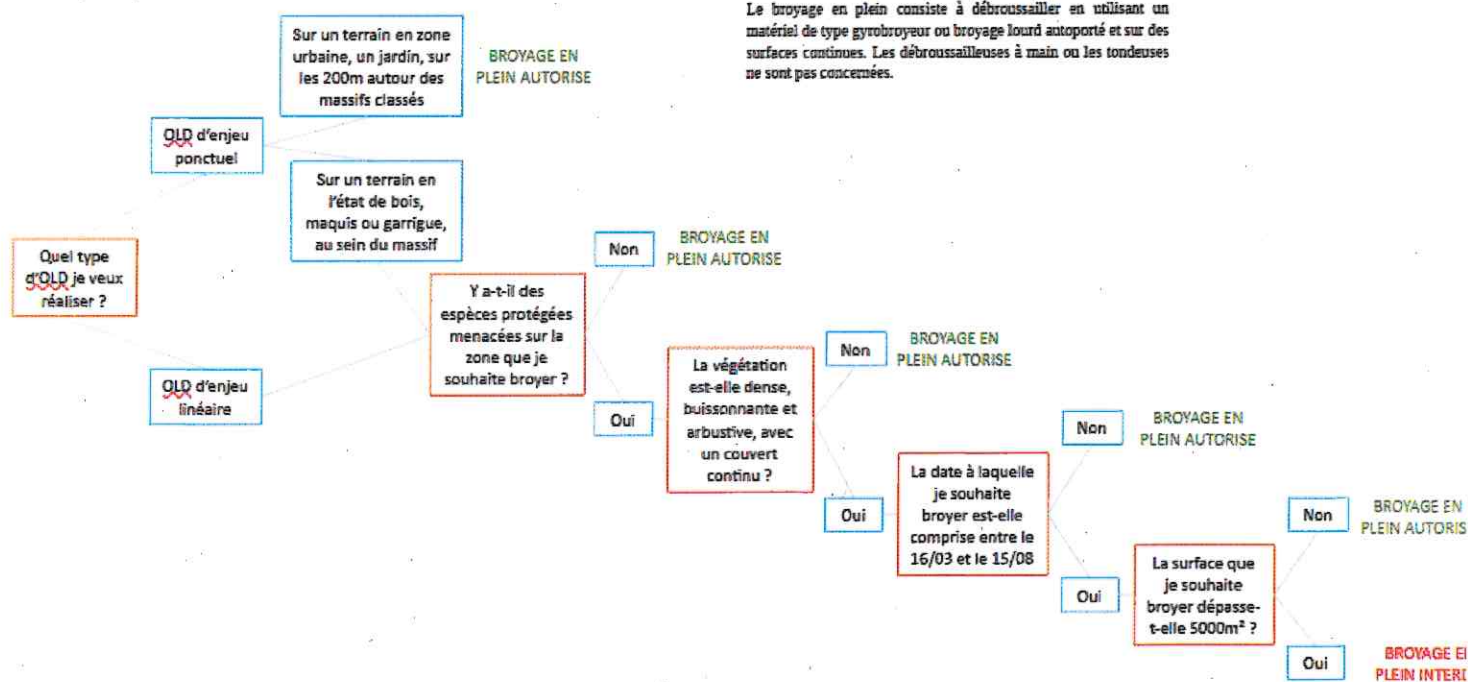 Le broyage en plein consiste à débroussailler en utilisant un
matériel de type gyrobroyeur ou broyage lourd autoporté et sur des
surfaces continues. Les débroussailleuses à main ou les tondeuses
ne sont pas concernées.
Sur un terrain en zone
urbaine, un jardin, sur
les 200m autour des
massifs classés
BROYAGE EN
PLEIN AUTORISE
OLD d'enjeu
ponctuel
Sur un terrain en
l'état de bois,
maquis ou garrigue,
au sein du massif
Quel type
d'OLD je veux
réaliser ?
OLD d'enjeu
linéaire
Y a-t-il des
espèces protégées
menacées sur la
zone que je
souhaite broyer ?
Non
BROYAGE EN
PLEIN AUTORISE
Oui
La végétation
est-elle dense,
buissonnante et
arbustive, avec
un couvert
continu ?
Non
BROYAGE EN
PLEIN AUTORISE
Oui
La date à laquelle
je souhaite
broyer est-elle
comprise entre le
16/03 et le 15/08
Non
BROYAGE EN
PLEIN AUTORISE
Oui
La surface que
je souhaite
broyer dépasse-
t-elle 5000m² ?
Non
BROYAGE EN
PLEIN AUTORIS
Oui
BROYAGE E
PLEIN INTER